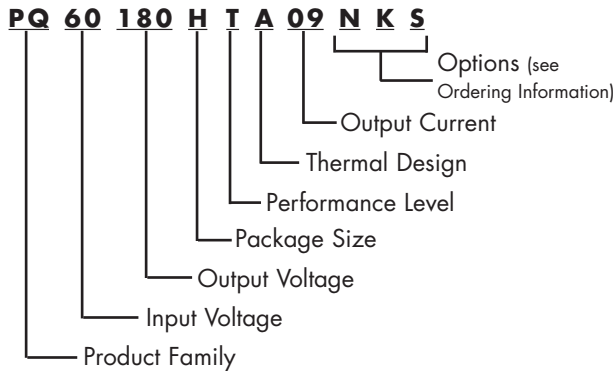 PQ 60 180 H T A 09 N K S
Options (see
Ordering Information)
Output Current
Thermal Design
Performance Level
Package Size
Output Voltage
Input Voltage
Product Family